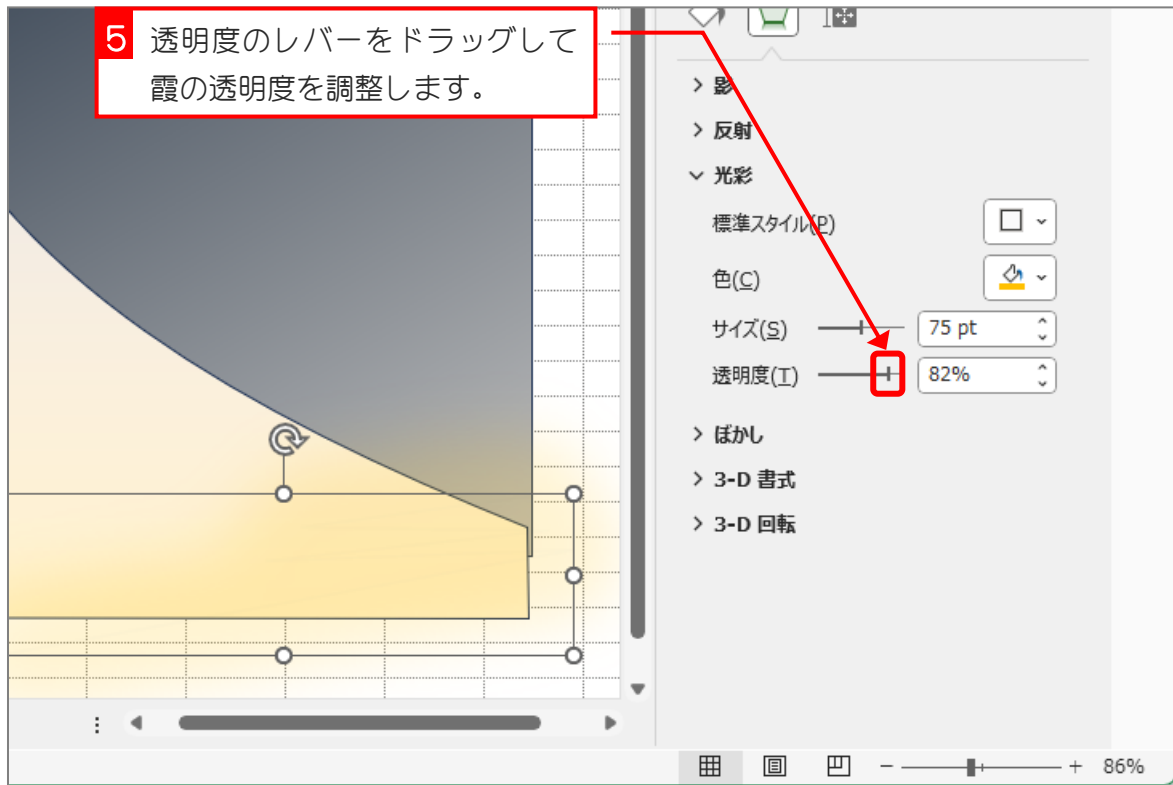 5 透明度のレバーをドラッグして
霞の透明度を調整します。
影
反射
光彩
標準スタイル(P)
色(C)
サイズ(S) 75 pt
透明度(T) 82%
ぼかし
3-D 書式
3-D 回転
86%